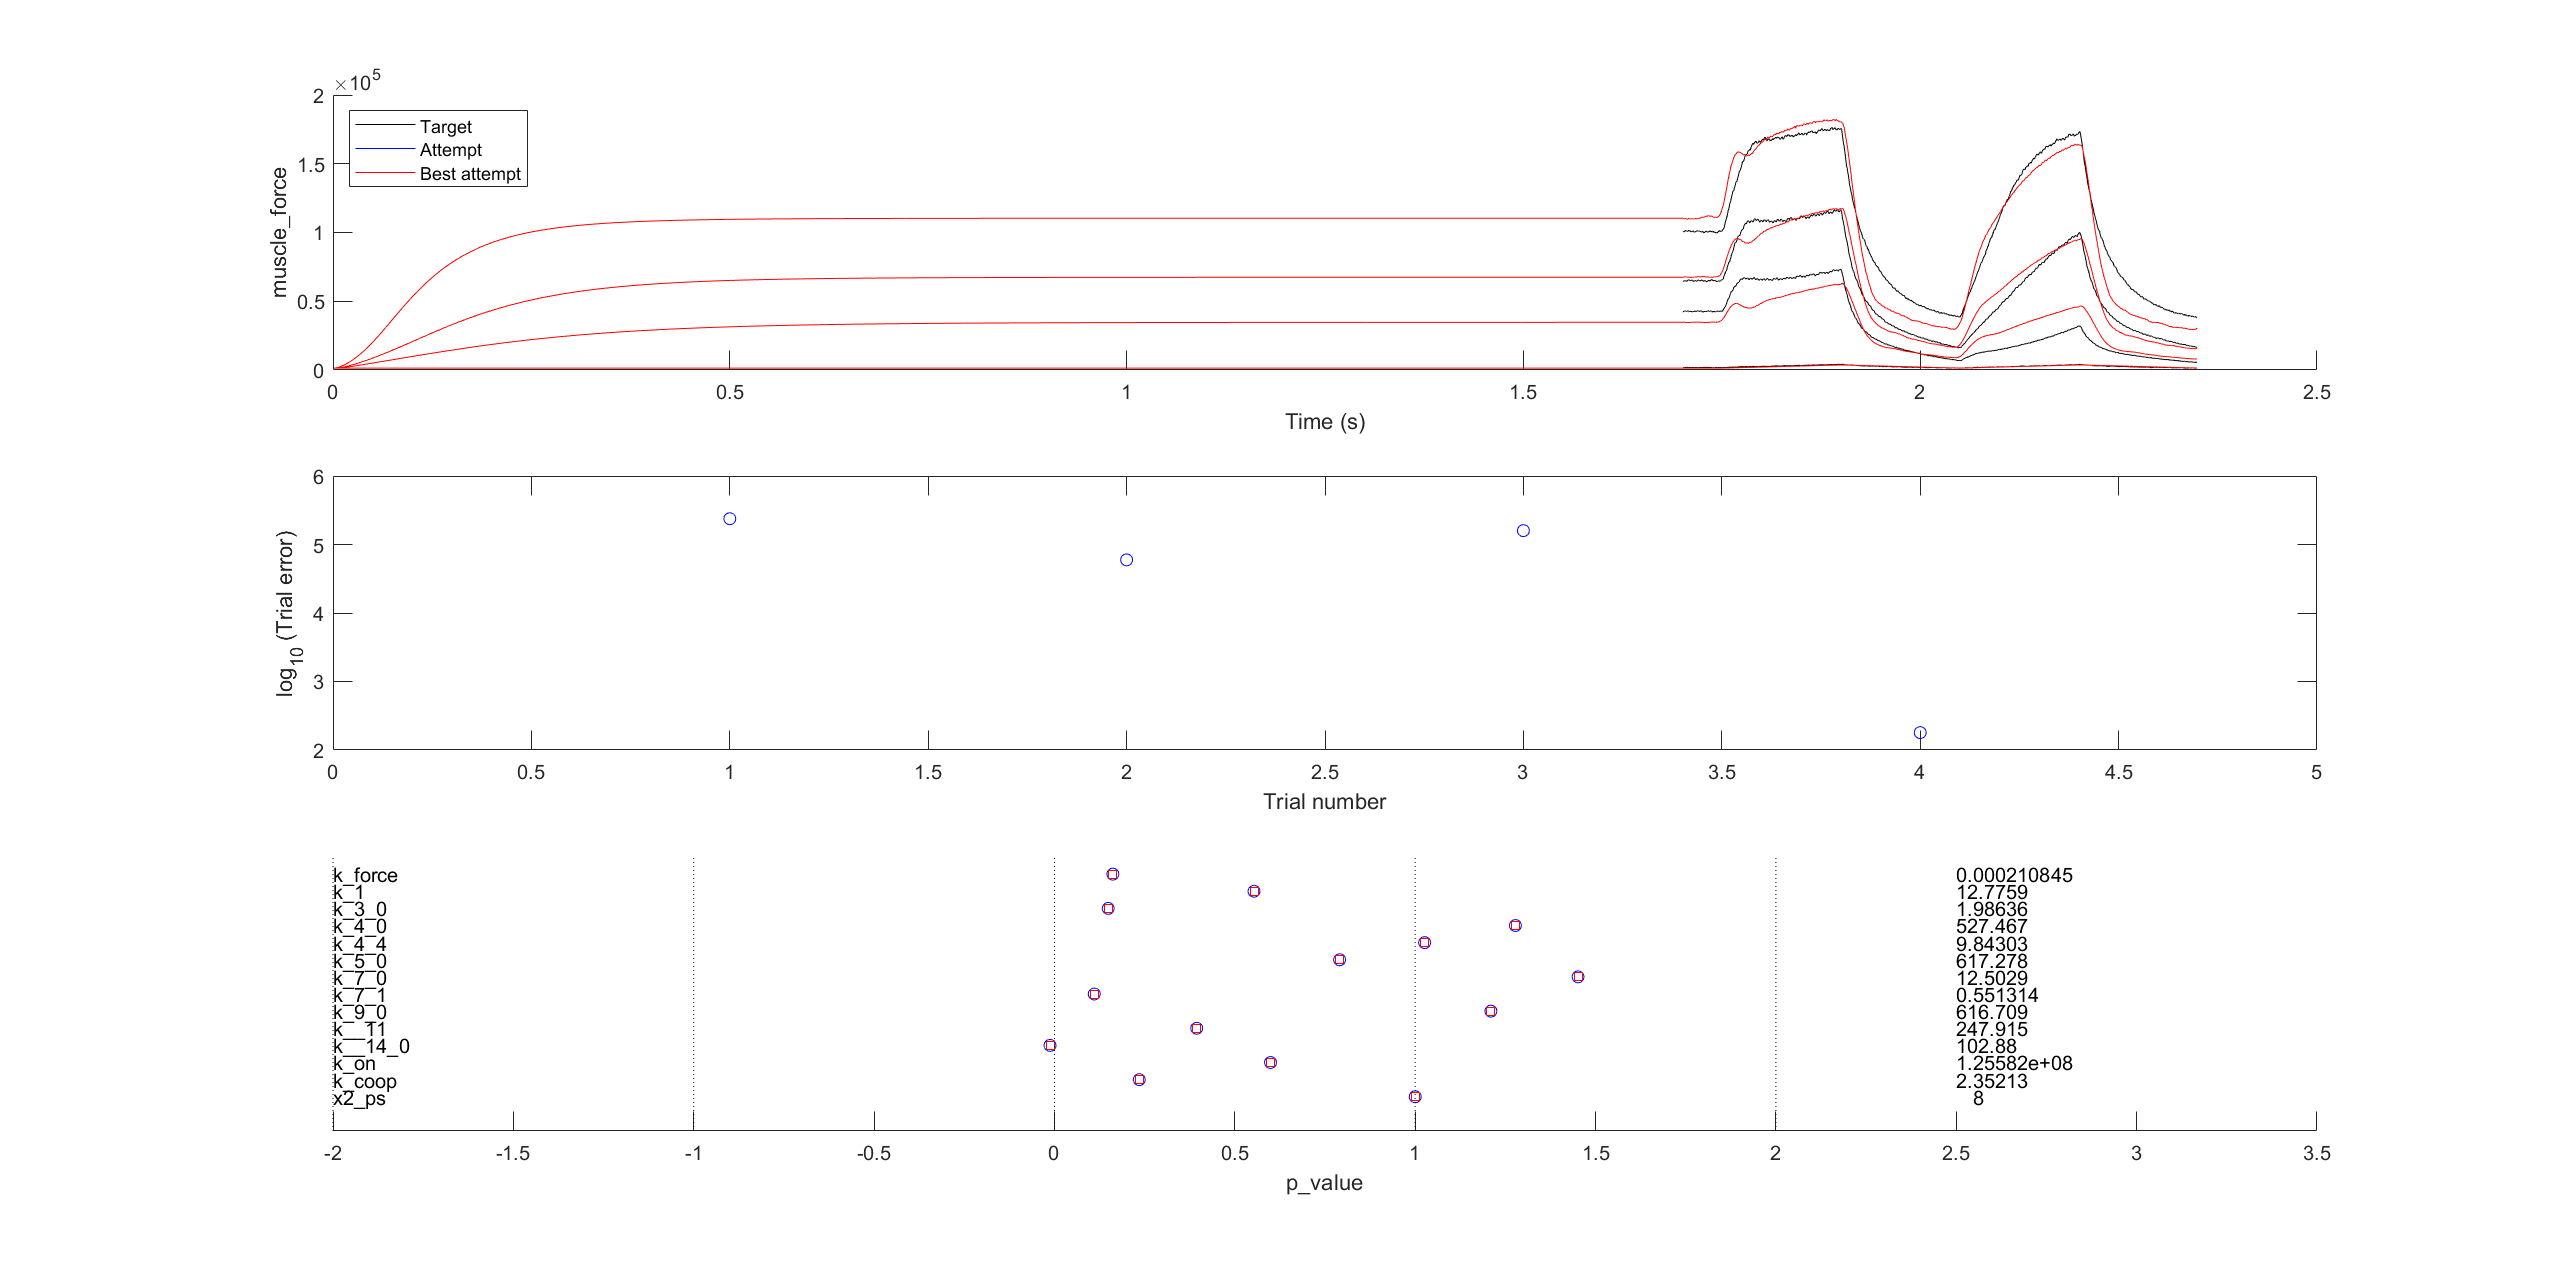 ×10^5
2
1.5
1
0.5
0
muscle_force
Target
Attempt
Best attempt
0 0.5 1 1.5 2 2.5
Time (s)
6
5
4
3
2
log_10 (Trial error)
0 0.5 1 1.5 2 2.5 3 3.5 4 4.5 5
Trial number
k_force 0.000210845
k_1 12.7759
k_3_0 1.98636
k_4_0 527.467
k_4_4 9.84303
k_5_0 617.278
k_7_0 12.5029
k_7_1 0.551314
k_9_0 616.709
k__11 247.915
k__14_0 102.88
k_on 1.25582e+08
k_coop 2.35213
x2_ps 8
-2 -1.5 -1 -0.5 0 0.5 1 1.5 2 2.5 3 3.5
p_value